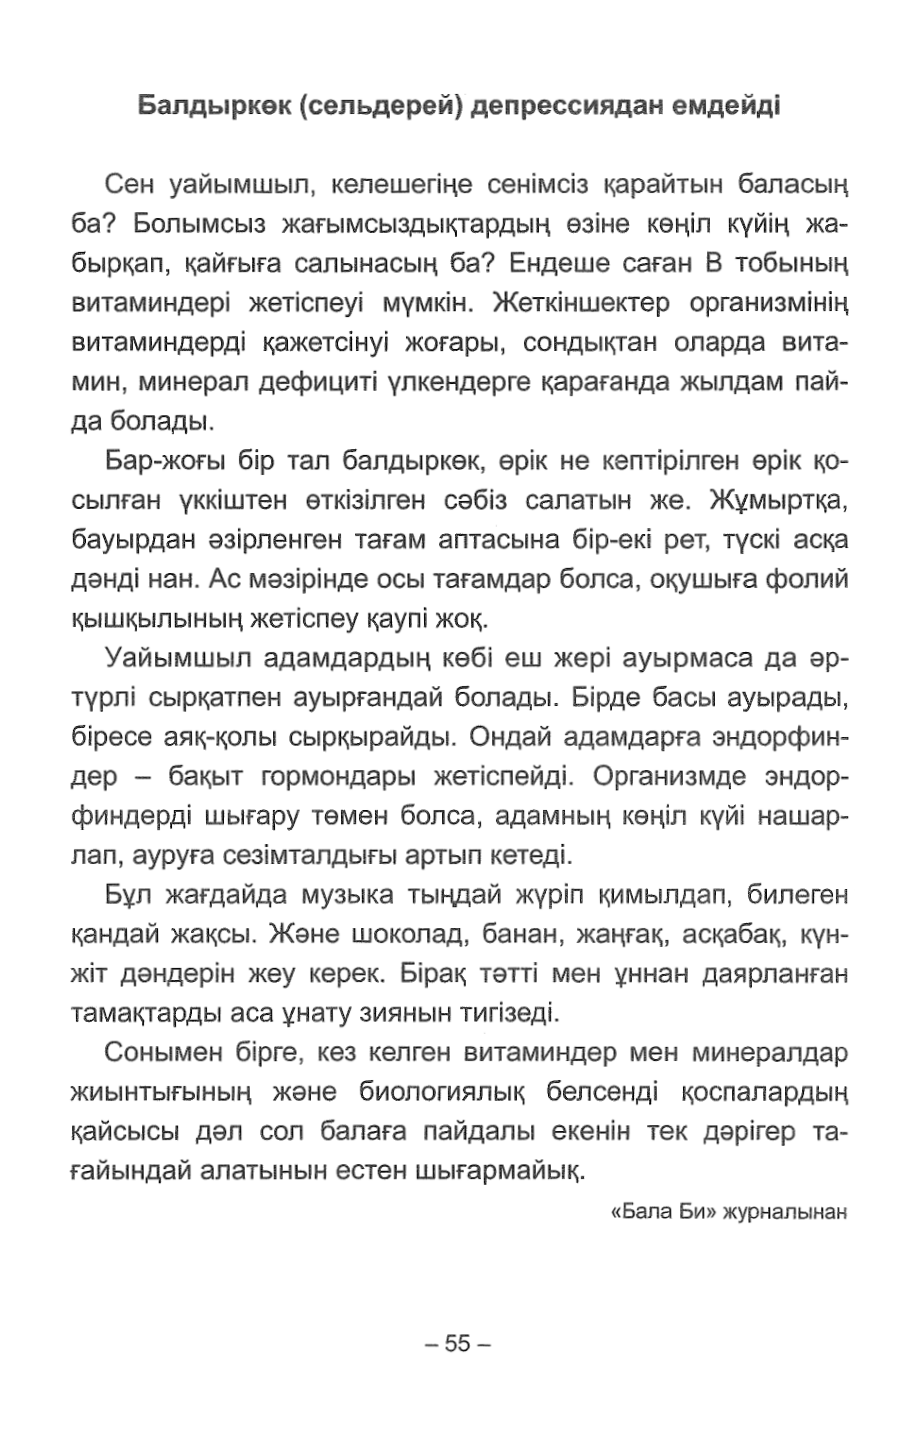 Балдыркөк (сельдерей) депрессиядан емдейді
Сен уайымшыл, келешегіңе сенімсіз қарайтын баласың
ба? Болымсыз жағымсыздықтардың өзіне көңіл күйің жа-
бырқап, қайғыға салынасың ба? Ендеше саған В тобының
витаминдері жетіспеуі мүмкін. Жеткіншектер организмінің
витаминдерді қажетсінуі жоғары, сондықтан оларда вита-
мин, минерал дефициті үлкендерге қарағанда жылдам пай-
да болады.
Бар-жоғы бір тал балдыркөк, өрік не кептірілген өрік қо-
сылған үккіштен өткізілген сәбіз салатын же. Жұмыртқа,
бауырдан әзірленген тағам аптасына бір-екі рет, түскі асқа
дәнді нан. Ас мәзірінде осы тағамдар болса, оқушыға фолий
қышқылының жетіспеу қаупі жоқ.
Уайымшыл адамдардың көбі еш жері ауырмаса да әр-
түрлі сырқатпен ауырғандай болады. Бірде басы ауырады,
біресе аяқ-қолы сырқырайды. Ондай адамдарға эндорфин-
дер – бақыт гормондары жетіспейді. Организмде эндор-
финдерді шығару төмен болса, адамның көңіл күйі нашар-
лап, ауруға сезімталдығы артып кетеді.
Бұл жағдайда музыка тыңдай жүріп қимылдап, билеген
қандай жақсы. Және шоколад, банан, жаңғақ, асқабақ, күн-
жіт дәндерін жеу керек. Бірақ тәтті мен ұннан даярланған
тамақтарды аса ұнату зиянын тигізеді.
Сонымен бірге, кез келген витаминдер мен минералдар
жиынтығының және биологиялық белсенді қоспалардың
қайсысы дәл сол балаға пайдалы екенін тек дәрігер та-
ғайындай алатынын естен шығармайық.
«Бала Би» журналынан
– 55 –